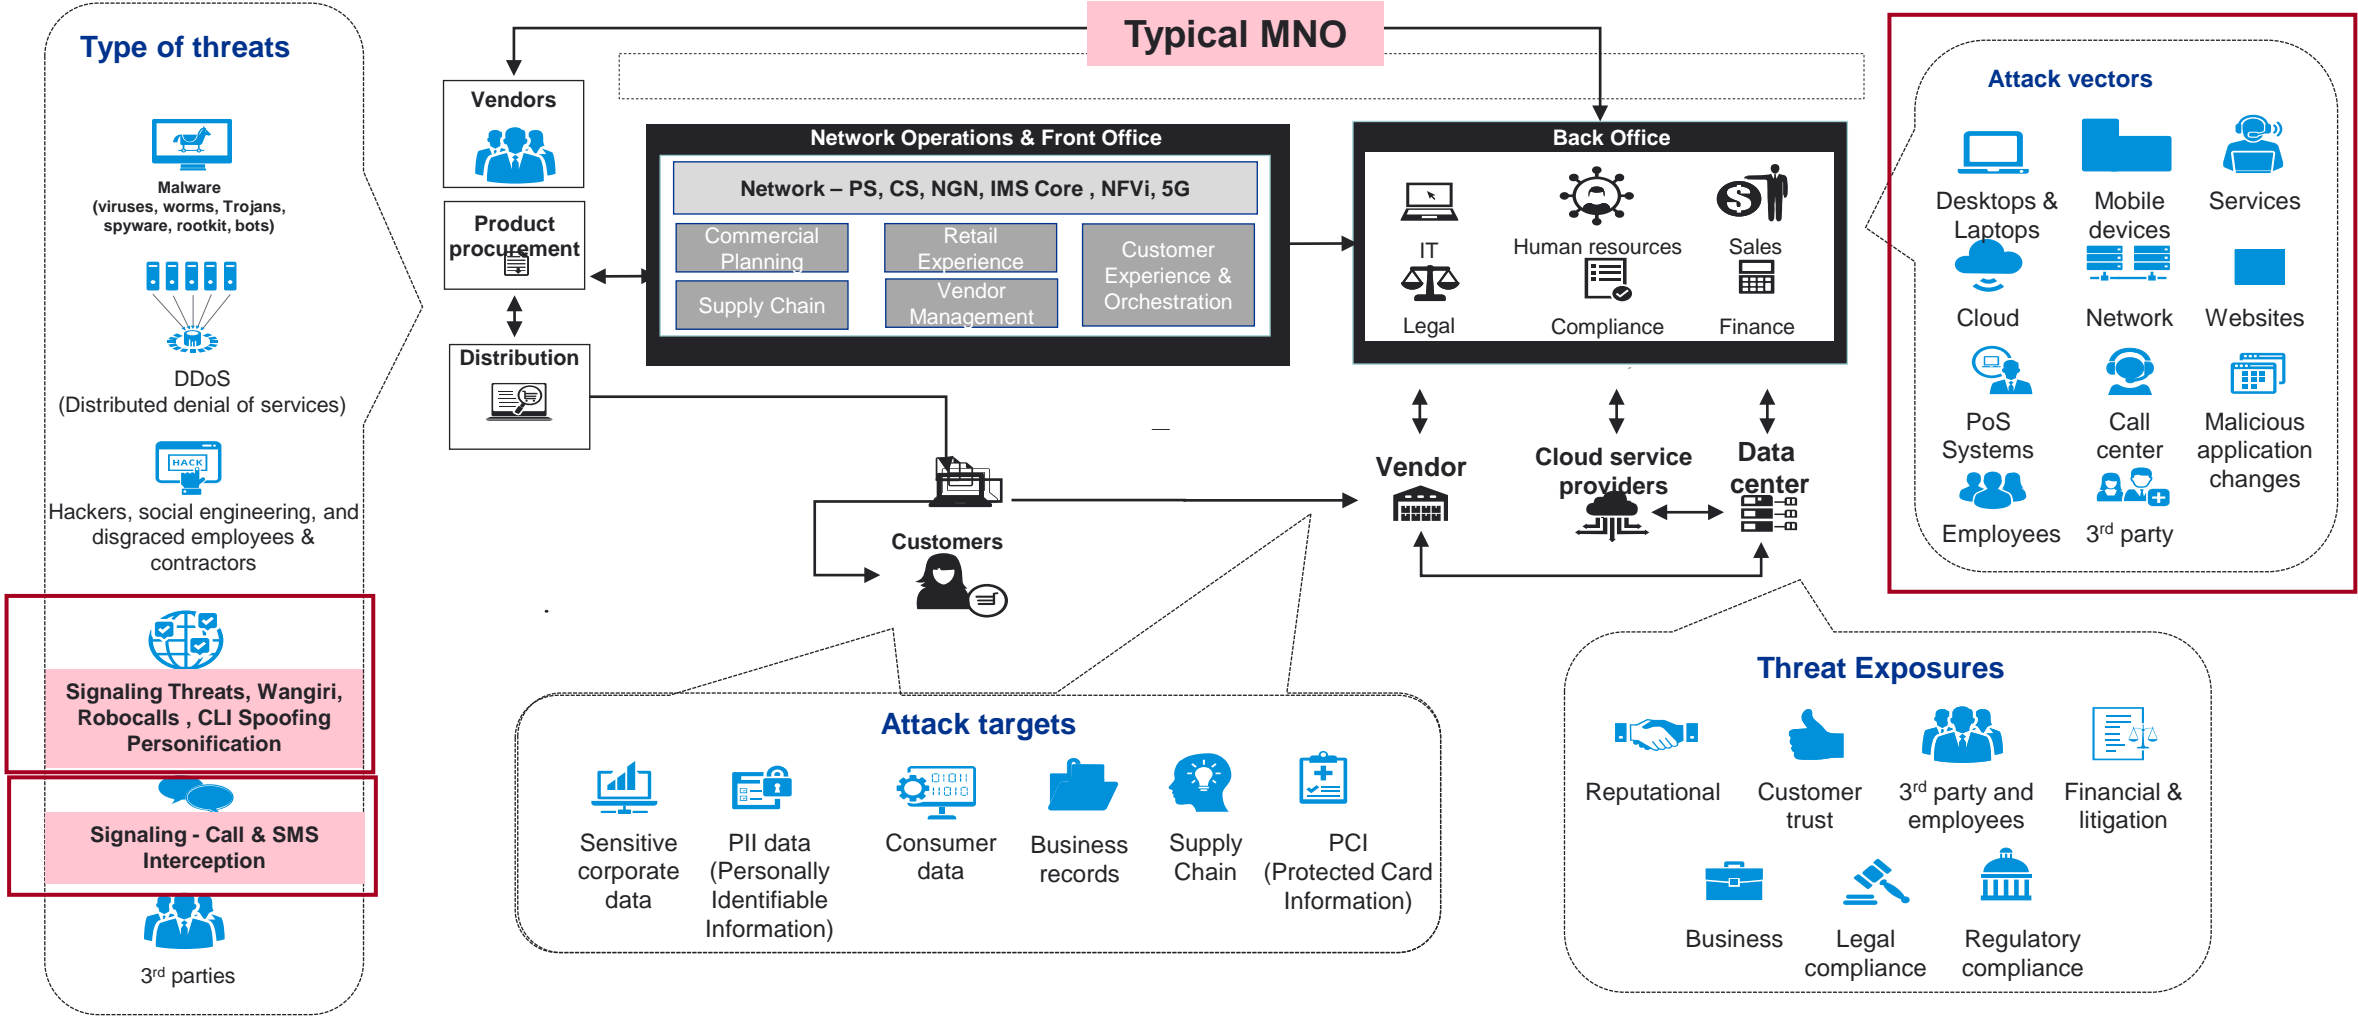 Typical MNO
Type of threats
Malware
(viruses, worms, Trojans,
spyware, rootkit, bots)
DDoS
(Distributed denial of services)
HACK
Hackers, social engineering, and
disgraced employees &
contractors
Signaling Threats, Wangiri,
Robocalls , CLI Spoofing
Personification
Signaling - Call & SMS
Interception
3rd parties
Vendors
Product
procurement
Distribution
Network Operations & Front Office
Network – PS, CS, NGN, IMS Core , NFVi, 5G
Commercial
Planning
Retail
Experience
Customer
Experience &
Orchestration
Supply Chain
Vendor
Management
Back Office
IT
Human resources
Sales
Legal
Compliance
Finance
Customers
Vendor
Cloud service
providers
Data
center
Attack vectors
Desktops &
Laptops
Mobile
devices
Services
Cloud
Network
Websites
PoS
Systems
Call
center
Malicious
application
changes
Employees
3rd party
Attack targets
01011
11010
Sensitive
corporate
data
PII data
(Personally
Identifiable
Information)
Consumer
data
Business
records
Supply
Chain
PCI
(Protected Card
Information)
Threat Exposures
Reputational
Customer
trust
3rd party and
employees
Financial &
litigation
Business
Legal
compliance
Regulatory
compliance